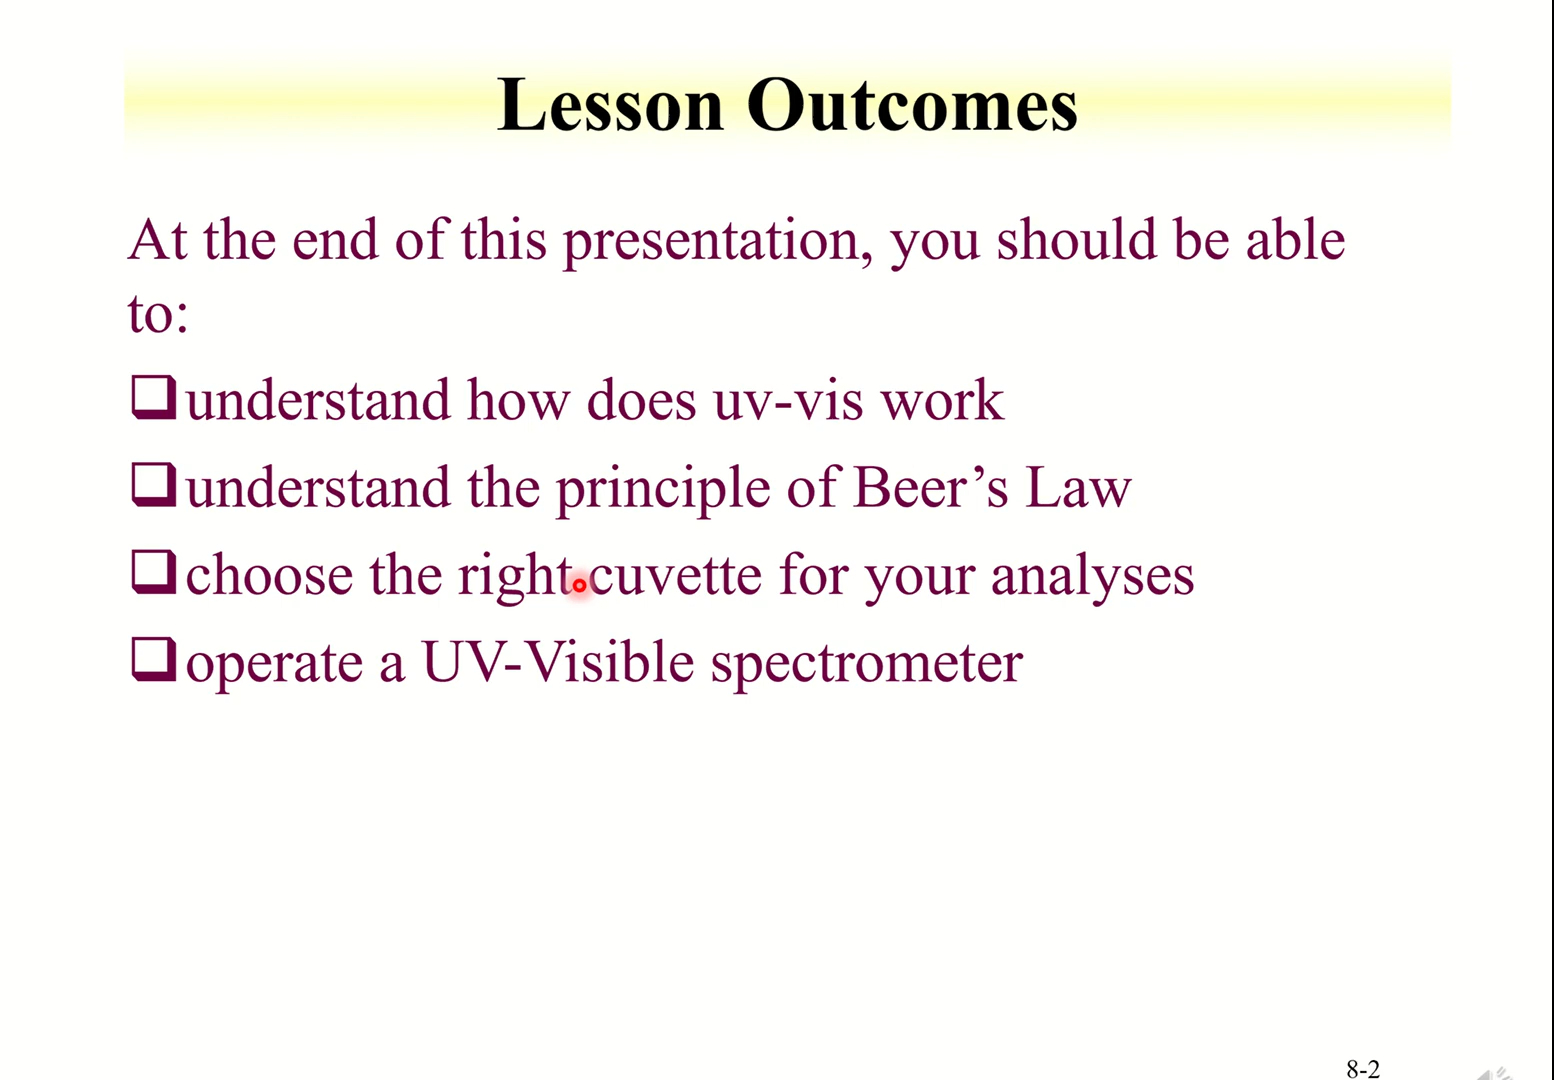 Lesson Outcomes
At the end of this presentation, you should be able
to:
understand how does uv-vis work
understand the principle of Beer’s Law
choose the right cuvette for your analyses
operate a UV-Visible spectrometer
8-2